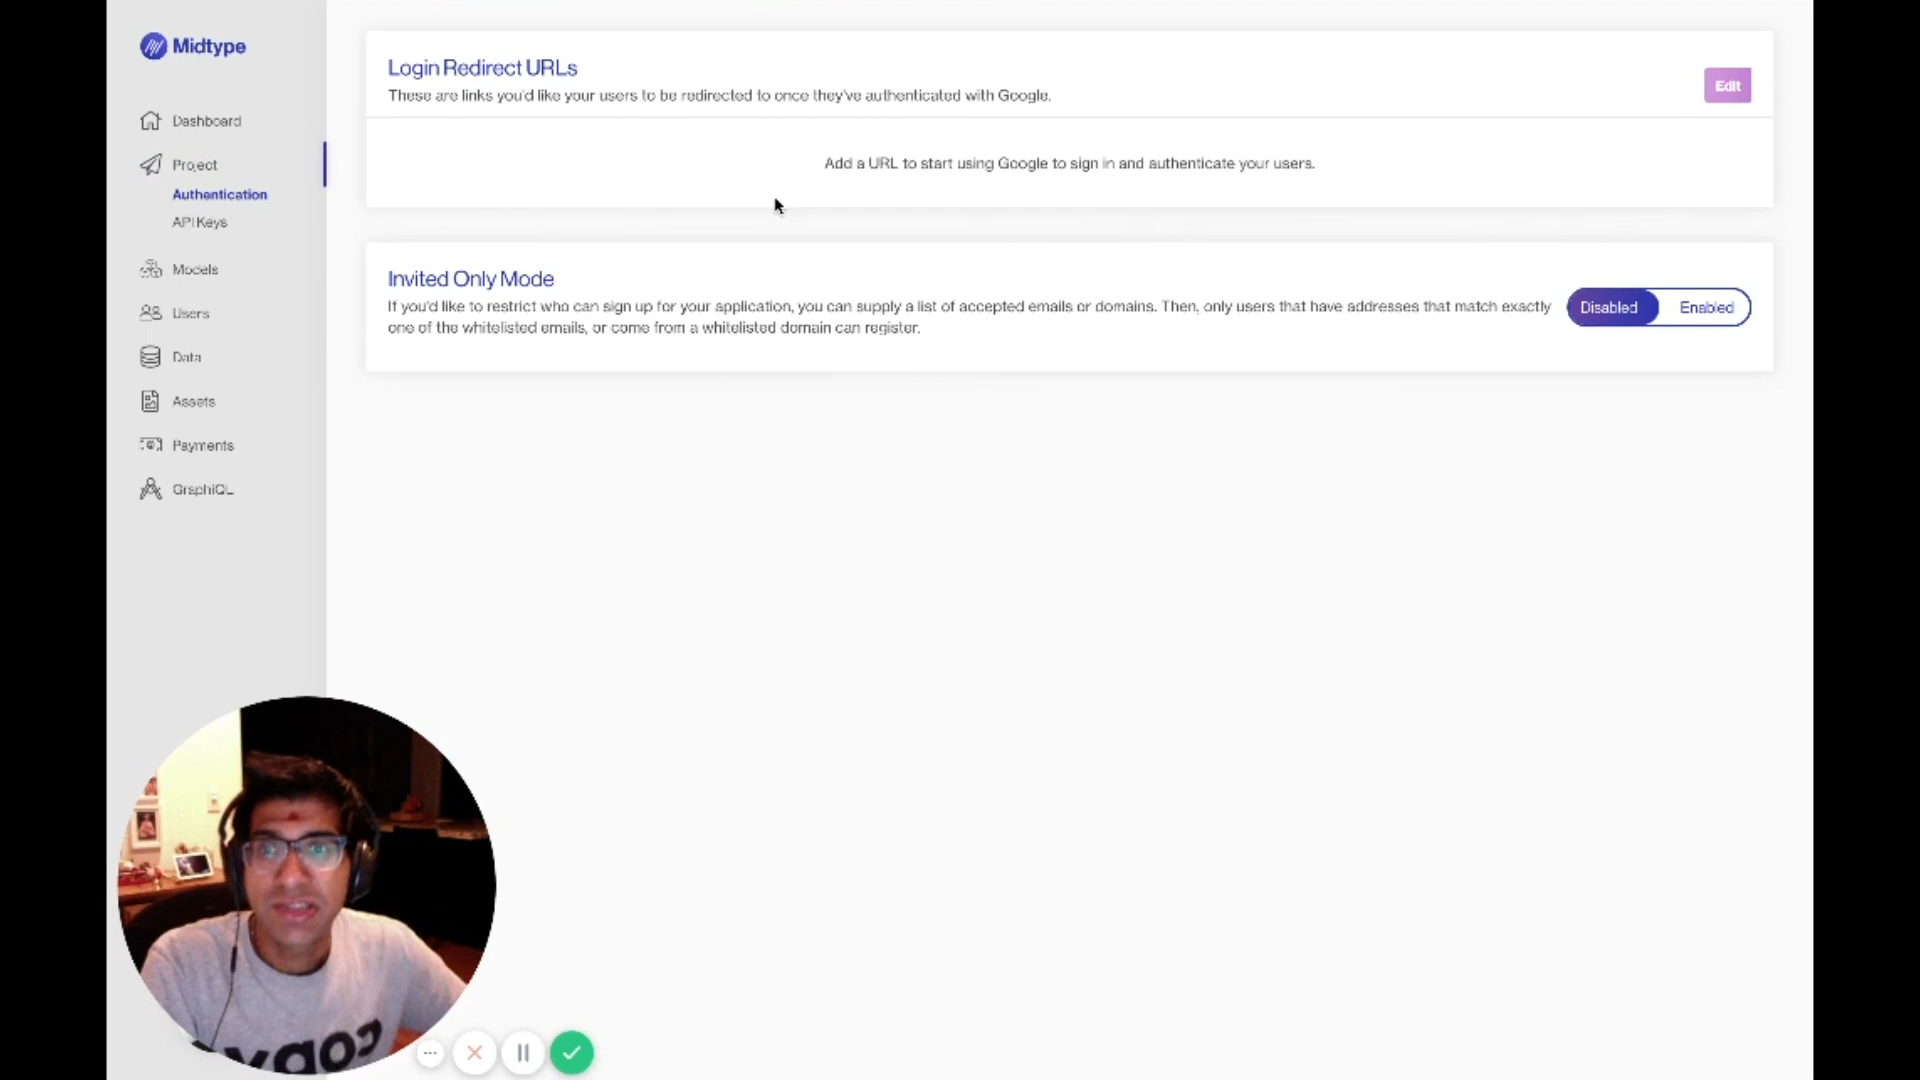 Midtype
Dashboard
Project
Authentication
API Keys
Models
Users
Data
Assets
Payments
GraphiQL
Login Redirect URLs
These are links you'd like your users to be redirected to once they've authenticated with Google.
Edit
Add a URL to start using Google to sign in and authenticate your users.
Invited Only Mode
If you'd like to restrict who can sign up for your application, you can supply a list of accepted emails or domains. Then, only users that have addresses that match exactly
one of the whitelisted emails, or come from a whitelisted domain can register.
Disabled
Enabled